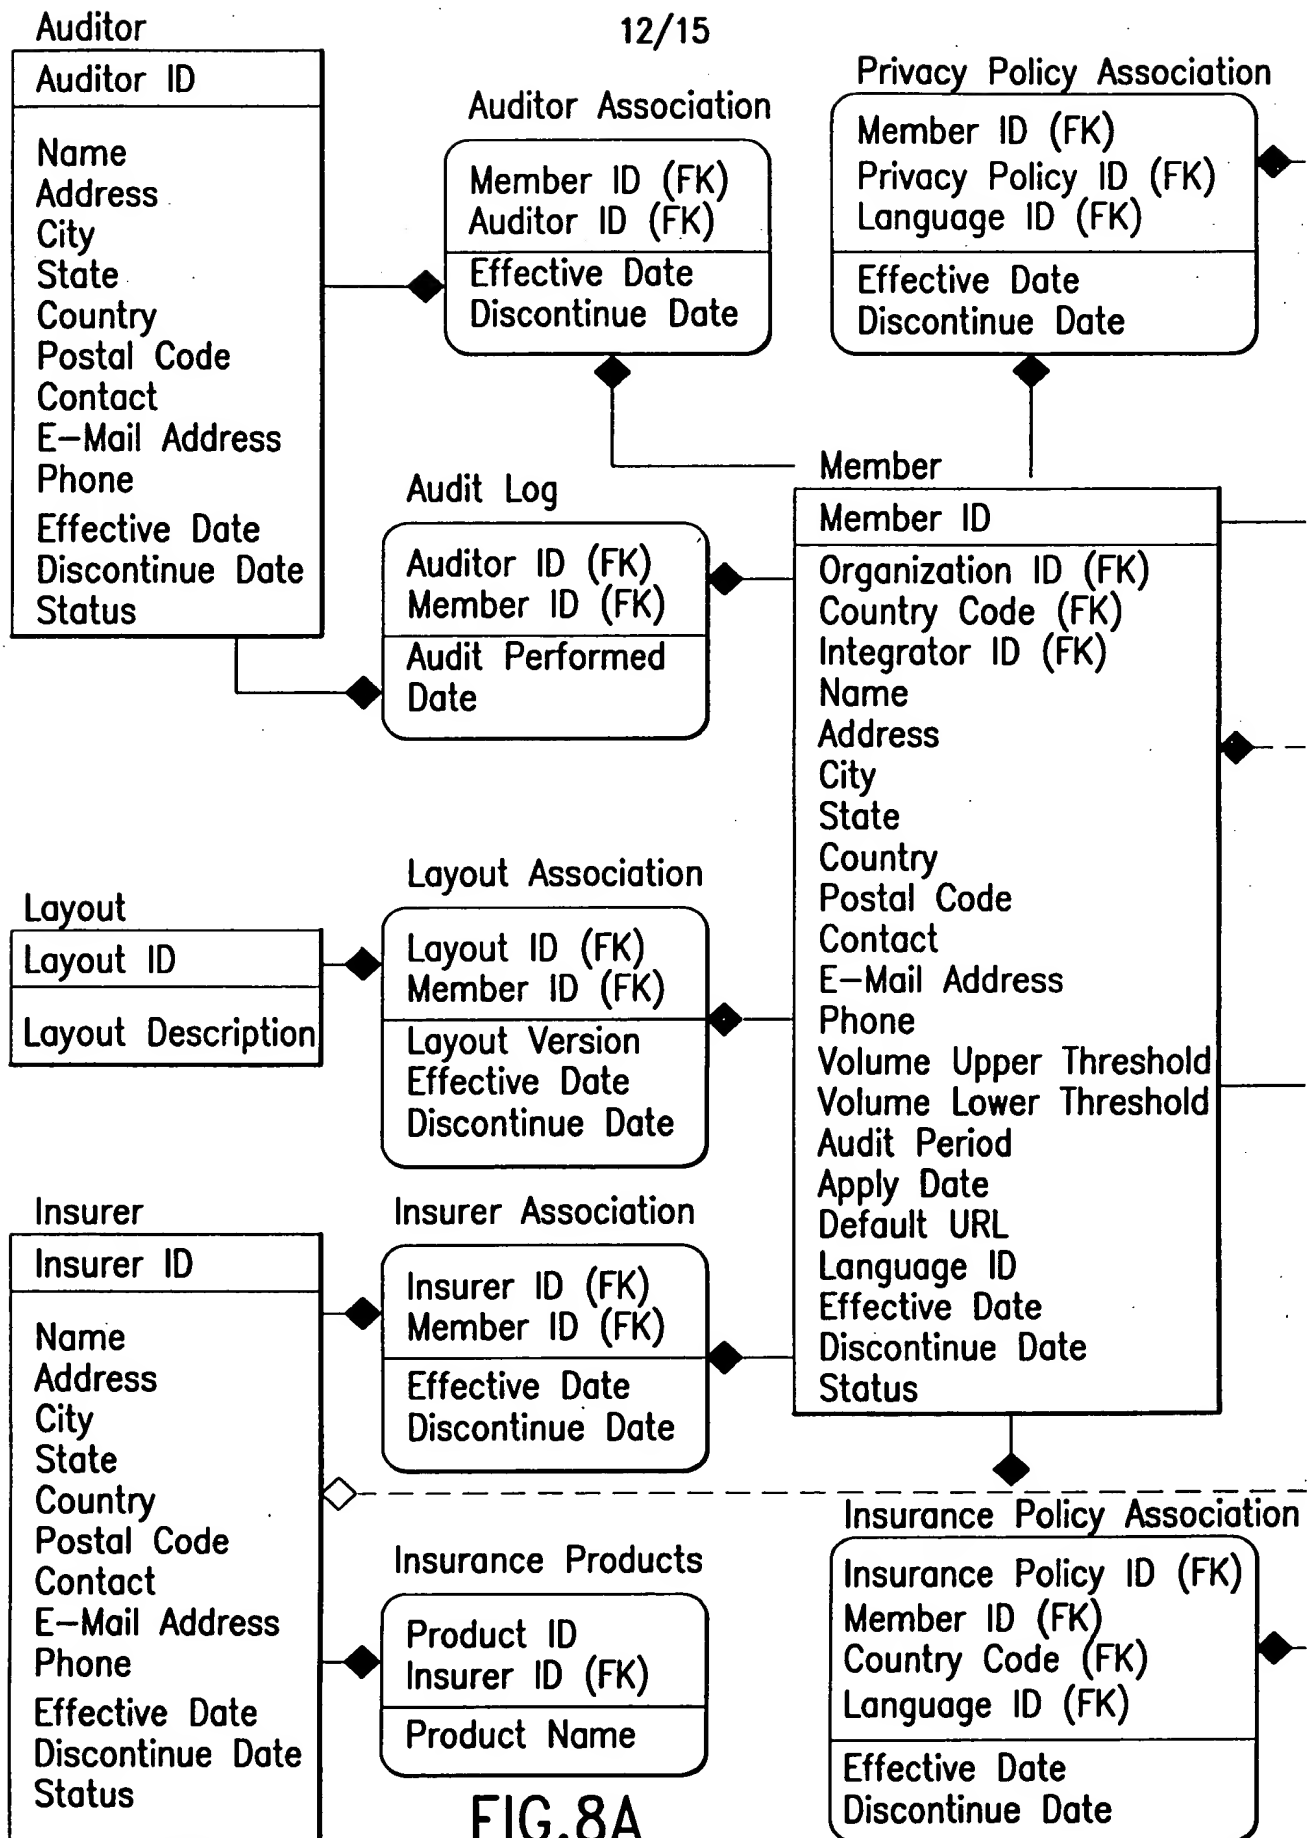 12/15
Auditor
Auditor ID
Name
Address
City
State
Country
Postal Code
Contact
E-Mail Address
Phone
Effective Date
Discontinue Date
Status
Auditor Association
Member ID (FK)
Auditor ID (FK)
Effective Date
Discontinue Date
Privacy Policy Association
Member ID (FK)
Privacy Policy ID (FK)
Language ID (FK)
Effective Date
Discontinue Date
Audit Log
Auditor ID (FK)
Member ID (FK)
Audit Performed
Date
Member
Member ID
Organization ID (FK)
Country Code (FK)
Integrator ID (FK)
Name
Address
City
State
Country
Postal Code
Contact
E-Mail Address
Phone
Volume Upper Threshold
Volume Lower Threshold
Audit Period
Apply Date
Default URL
Language ID
Effective Date
Discontinue Date
Status
Layout
Layout ID
Layout Description
Layout Association
Layout ID (FK)
Member ID (FK)
Layout Version
Effective Date
Discontinue Date
Insurer
Insurer ID
Name
Address
City
State
Country
Postal Code
Contact
E-Mail Address
Phone
Effective Date
Discontinue Date
Status
Insurer Association
Insurer ID (FK)
Member ID (FK)
Effective Date
Discontinue Date
Insurance Products
Product ID
Insurer ID (FK)
Product Name
Insurance Policy Association
Insurance Policy ID (FK)
Member ID (FK)
Country Code (FK)
Language ID (FK)
Effective Date
Discontinue Date
FIG.8A